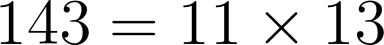 143 = 11 × 13